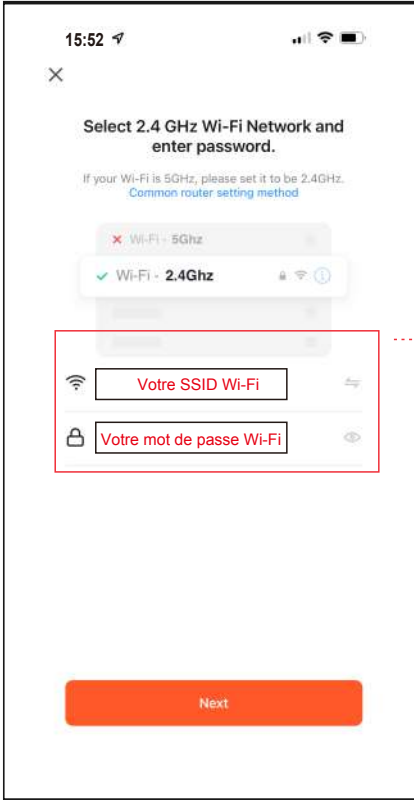 15:52
Select 2.4 GHz Wi-Fi Network and
enter password.
If your Wi-Fi is 5GHz, please set it to be 2.4GHz.
Common router setting method
Wi-Fi - 5Ghz
Wi-Fi - 2.4Ghz
Votre SSID Wi-Fi
Votre mot de passe Wi-Fi
Next